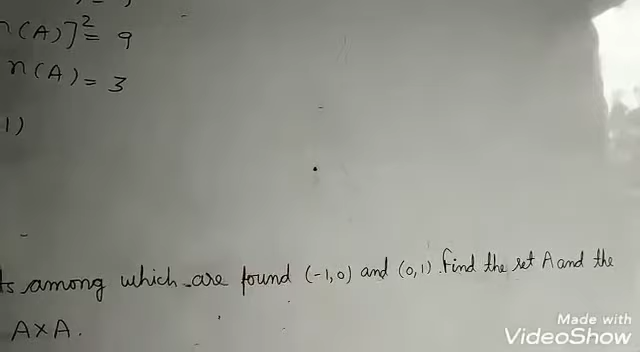 n(A)]² = 9
n(A) = 3
1)
ts among which are found (-1,0) and (0,1). Find the set A and the
A×A.
Made with
VideoShow